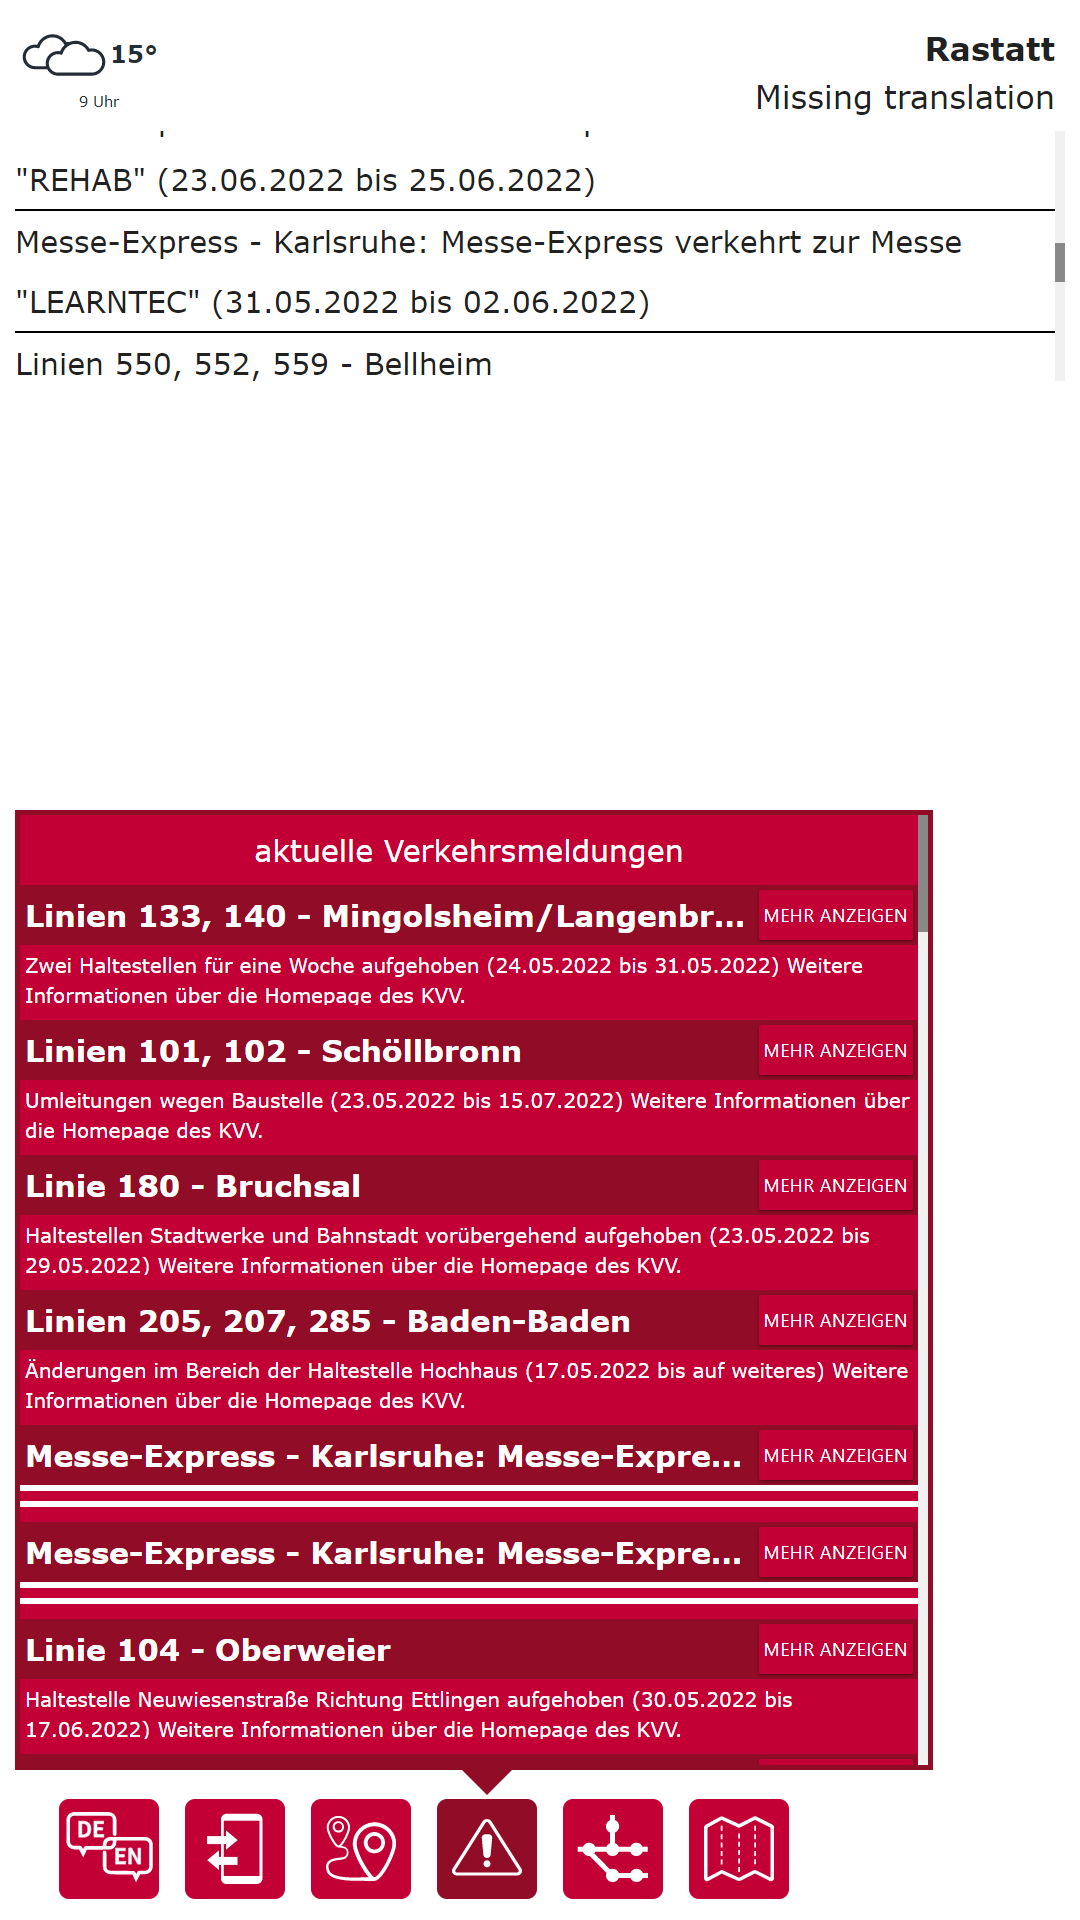 15°
9 Uhr
Rastatt
Missing translation
"REHAB" (23.06.2022 bis 25.06.2022)
Messe-Express - Karlsruhe: Messe-Express verkehrt zur Messe
"LEARNTEC" (31.05.2022 bis 02.06.2022)
Linien 550, 552, 559 - Bellheim
aktuelle Verkehrsmeldungen
Linien 133, 140 - Mingolsheim/Langenbr...
MEHR ANZEIGEN
Zwei Haltestellen für eine Woche aufgehoben (24.05.2022 bis 31.05.2022) Weitere
Informationen über die Homepage des KVV.
Linien 101, 102 - Schöllbronn
MEHR ANZEIGEN
Umleitungen wegen Baustelle (23.05.2022 bis 15.07.2022) Weitere Informationen über
die Homepage des KVV.
Linie 180 - Bruchsal
MEHR ANZEIGEN
Haltestellen Stadtwerke und Bahnstadt vorübergehend aufgehoben (23.05.2022 bis
29.05.2022) Weitere Informationen über die Homepage des KVV.
Linien 205, 207, 285 - Baden-Baden
MEHR ANZEIGEN
Änderungen im Bereich der Haltestelle Hochhaus (17.05.2022 bis auf weiteres) Weitere
Informationen über die Homepage des KVV.
Messe-Express - Karlsruhe: Messe-Expre...
MEHR ANZEIGEN
Messe-Express - Karlsruhe: Messe-Expre...
MEHR ANZEIGEN
Linie 104 - Oberweier
MEHR ANZEIGEN
Haltestelle Neuwiesenstraße Richtung Ettlingen aufgehoben (30.05.2022 bis
17.06.2022) Weitere Informationen über die Homepage des KVV.
DE
EN